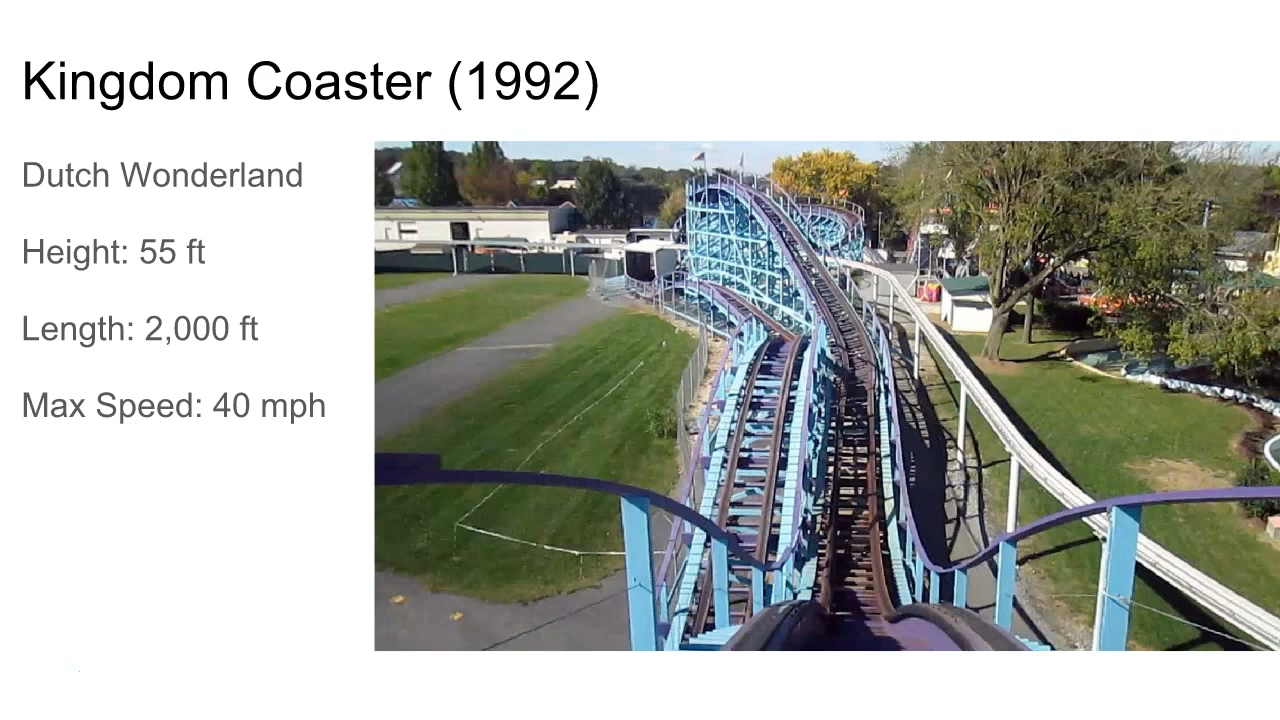 Kingdom Coaster (1992)
Dutch Wonderland
Height: 55 ft
Length: 2,000 ft
Max Speed: 40 mph